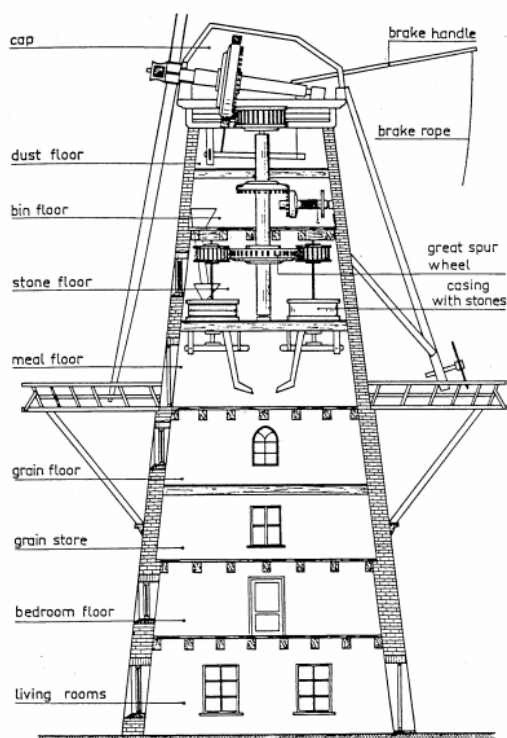 cap
brake handle
brake rope
dust floor
bin floor
great spur
wheel
stone floor
casing
with stones
meal floor
grain floor
grain store
bedroom floor
living rooms